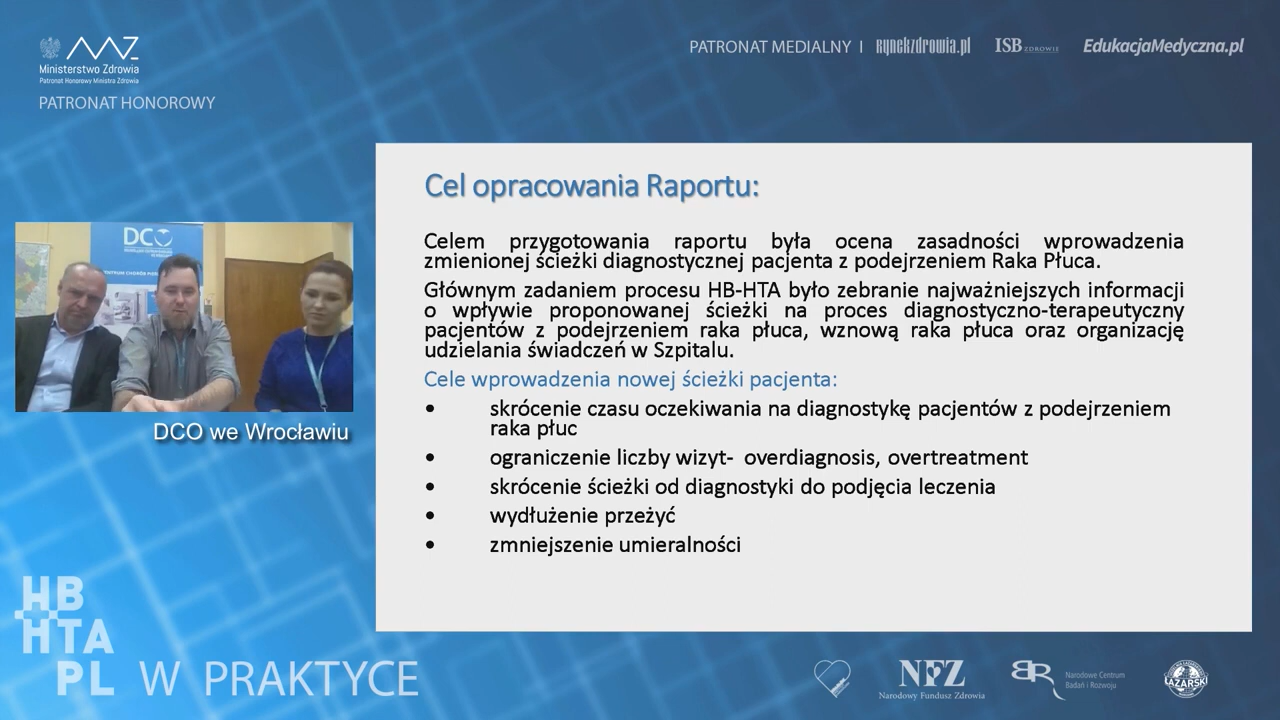 Ministerstwo Zdrowia
Patronat Honorowy Ministra Zdrowia
PATRONAT HONOROWY
PATRONAT MEDIALNY I rynekzdrowia.pl ISB ZDROWIE EdukacjaMedyczna.pl
Cel opracowania Raportu:
Celem przygotowania raportu była ocena zasadności wprowadzenia
zmienionej ścieżki diagnostycznej pacjenta z podejrzeniem Raka Płuca.
Głównym zadaniem procesu HB-HTA było zebranie najważniejszych informacji
o wpływie proponowanej ścieżki na proces diagnostyczno-terapeutyczny
pacjentów z podejrzeniem raka płuca, wznową raka płuca oraz organizację
udzielania świadczeń w Szpitalu.
Cele wprowadzenia nowej ścieżki pacjenta:
• skrócenie czasu oczekiwania na diagnostykę pacjentów z podejrzeniem
raka płuc
• ograniczenie liczby wizyt- overdiagnosis, overtreatment
• skrócenie ścieżki od diagnostyki do podjęcia leczenia
• wydłużenie przeżyć
• zmniejszenie umieralności
DCO
DCO we Wrocławiu
HB
HTA
PL W PRAKTYCE
NFZ
Narodowy Fundusz Zdrowia
Narodowe Centrum
Badań i Rozwoju
ŁAZARSKI